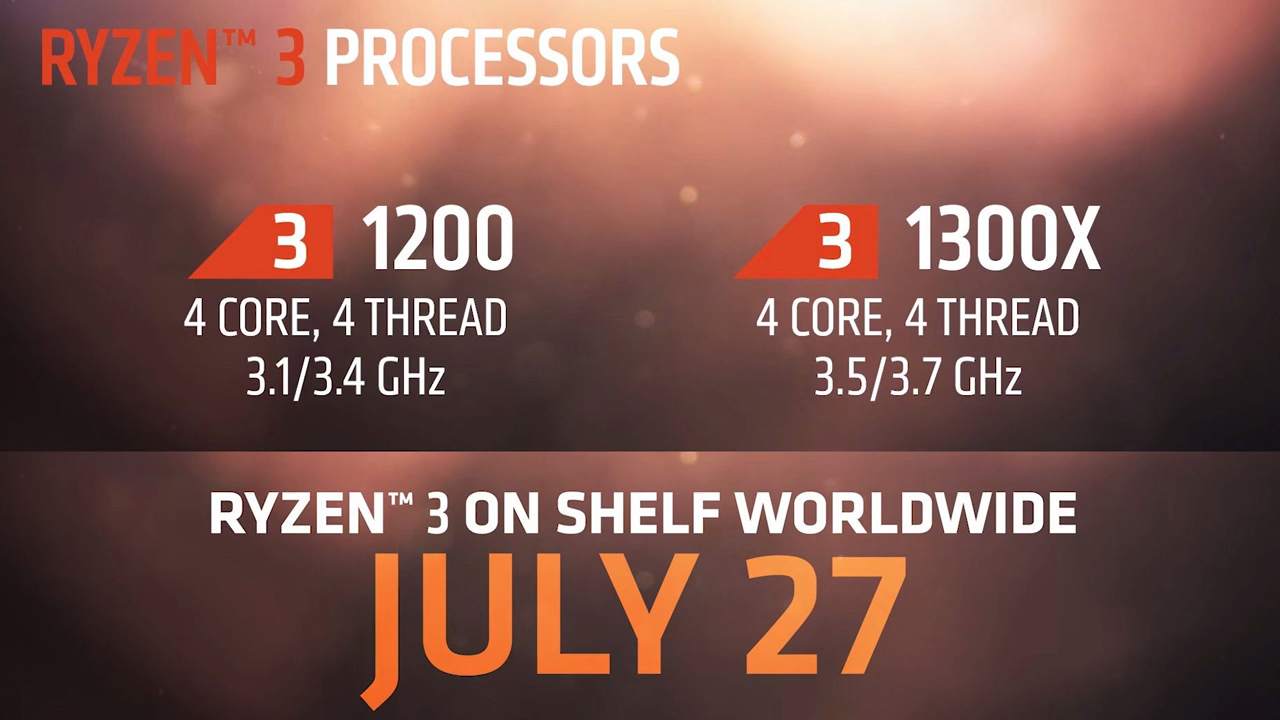 RYZEN™ 3 PROCESSORS
3 1200
4 CORE, 4 THREAD
3.1/3.4 GHz
3 1300X
4 CORE, 4 THREAD
3.5/3.7 GHz
RYZEN™ 3 ON SHELF WORLDWIDE
JULY 27